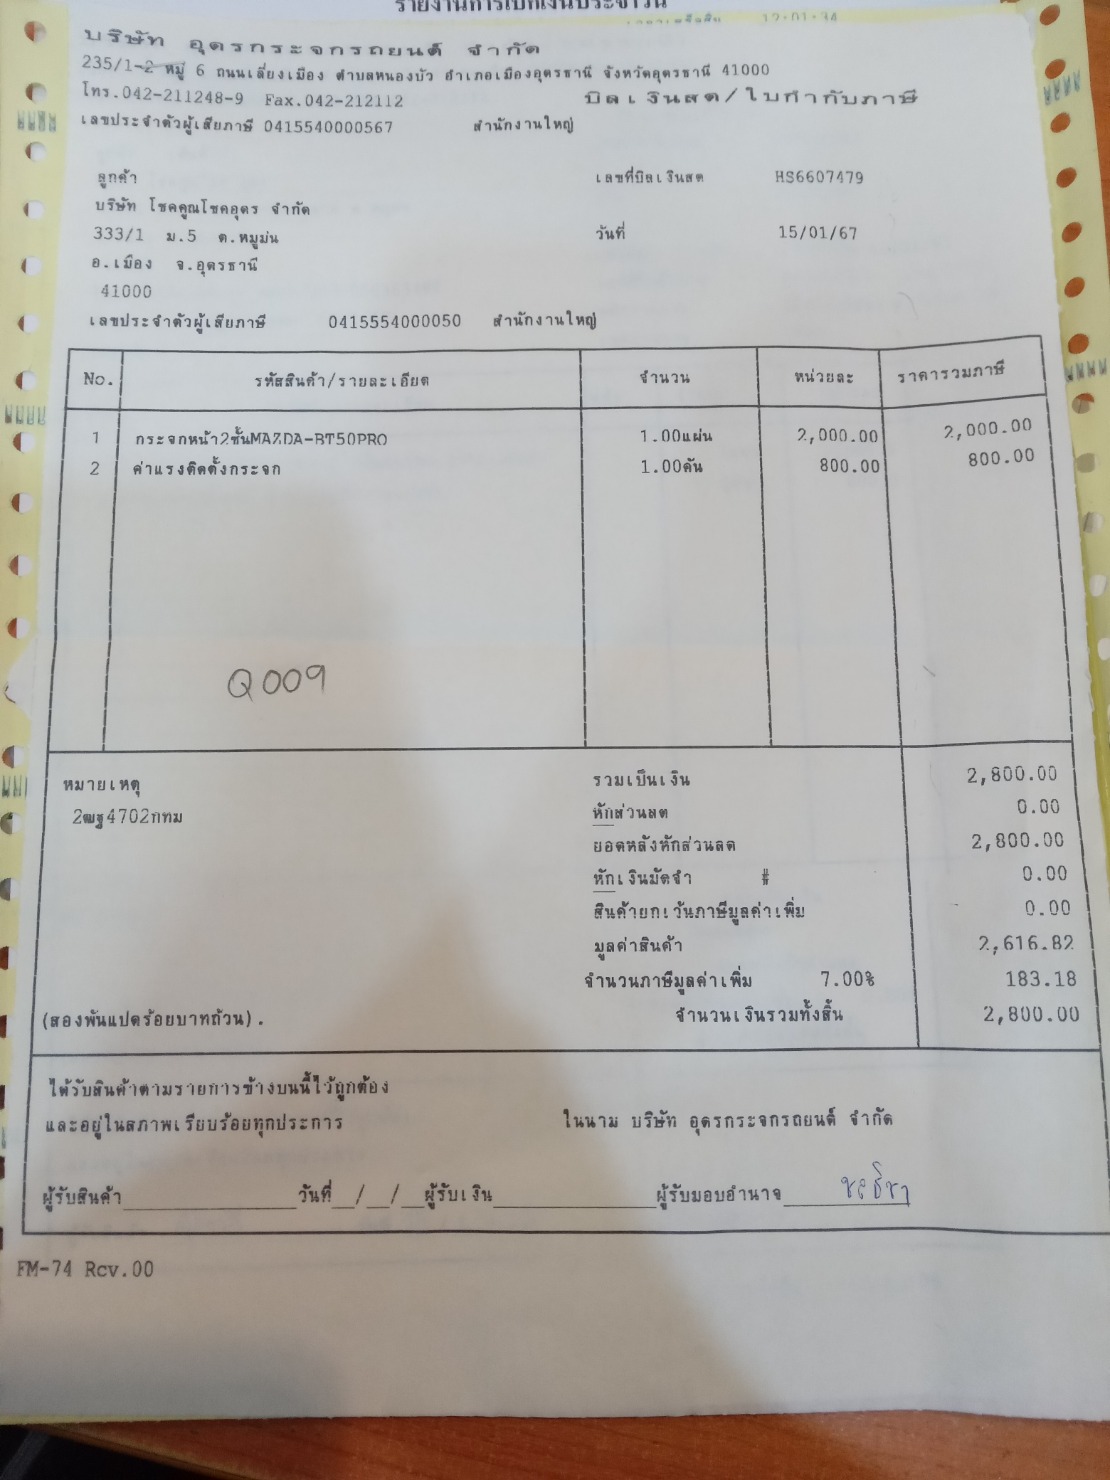 รายงานการเบิกเงินประจำวัน
12:01:34
บริษัท อุดรกระจกรถยนต์ จำกัด
235/1-2 หมู่ 6 ถนนเลี่ยงเมือง ตำบลหนองบัว อำเภอเมืองอุดรธานี จังหวัดอุดรธานี 41000
โทร.042-211248-9 Fax.042-212112 บิลเงินสด/ใบกำกับภาษี
เลขประจำตัวผู้เสียภาษี 0415540000567 สำนักงานใหญ่
ลูกค้า เลขที่บิลเงินสด HS6607479
บริษัท โชคคูณโชคอุดร จำกัด
333/1 ม.5 ต.หมูม่น วันที่ 15/01/67
อ.เมือง จ.อุดรธานี
41000
เลขประจำตัวผู้เสียภาษี 0415554000050 สำนักงานใหญ่
No. รหัสสินค้า/รายละเอียด จำนวน หน่วยละ ราคารวมภาษี
1 กระจกหน้า2ชั้นMAZDA-BT50PRO 1.00แผ่น 2,000.00 2,000.00
2 ค่าแรงติดตั้งกระจก 1.00คัน 800.00 800.00
Q009
หมายเหตุ รวมเป็นเงิน 2,800.00
2ฒฐ4702กทม หักส่วนลด 0.00
ยอดหลังหักส่วนลด 2,800.00
หักเงินมัดจำ # 0.00
สินค้ายกเว้นภาษีมูลค่าเพิ่ม 0.00
มูลค่าสินค้า 2,616.82
จำนวนภาษีมูลค่าเพิ่ม 7.00% 183.18
(สองพันแปดร้อยบาทถ้วน). จำนวนเงินรวมทั้งสิ้น 2,800.00
ได้รับสินค้าตามรายการข้างบนนี้ไว้ถูกต้อง
และอยู่ในสภาพเรียบร้อยทุกประการ ในนาม บริษัท อุดรกระจกรถยนต์ จำกัด
ผู้รับสินค้า วันที่__/__/__ ผู้รับเงิน ผู้รับมอบอำนาจ
FM-74 Rev.00